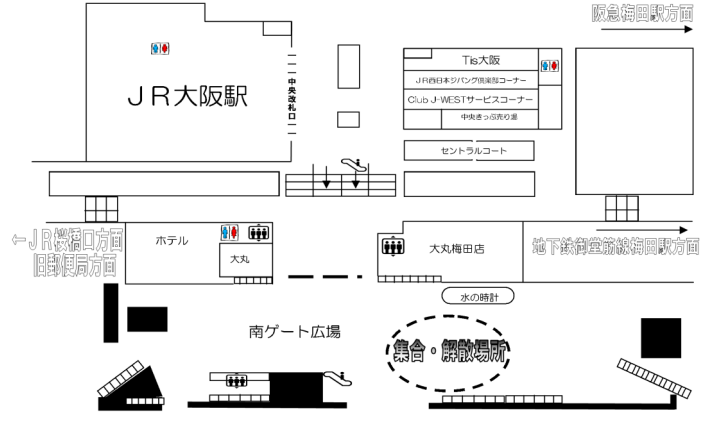 阪急梅田駅方面
Tis大阪
JR西日本ジパング倶楽部コーナー
Club J-WESTサービスコーナー
中央きっぷ売り場
JR大阪駅
中央改札口
セントラルコート
←JR桜橋口方面
旧郵便局方面
ホテル
大丸
大丸梅田店
地下鉄御堂筋線梅田駅方面
水の時計
南ゲート広場
集合・解散場所